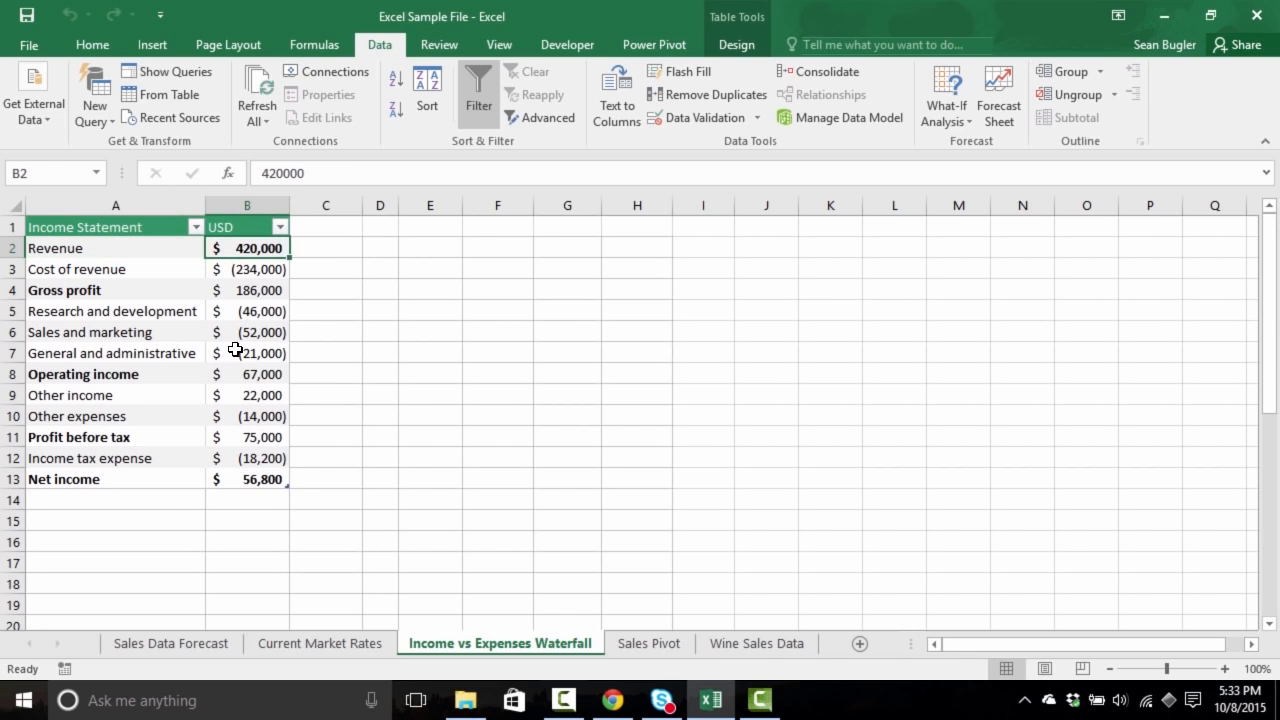 Excel Sample File - Excel
Table Tools
File Home Insert Page Layout Formulas Data Review View Developer Power Pivot Design Tell me what you want to do... Sean Bugler Share
Get External Data
New Query
Show Queries
From Table
Recent Sources
Get & Transform
Refresh All
Connections
Properties
Edit Links
Connections
Sort
Filter
Clear
Reapply
Advanced
Sort & Filter
Text to Columns
Flash Fill
Remove Duplicates
Data Validation
Consolidate
Relationships
Manage Data Model
Data Tools
What-If Analysis
Forecast Sheet
Forecast
Group
Ungroup
Subtotal
Outline
B2 fx 420000
A B C D E F G H I J K L M N O P Q
1 Income Statement USD
2 Revenue $ 420,000
3 Cost of revenue $ (234,000)
4 Gross profit $ 186,000
5 Research and development $ (46,000)
6 Sales and marketing $ (52,000)
7 General and administrative $ (21,000)
8 Operating income $ 67,000
9 Other income $ 22,000
10 Other expenses $ (14,000)
11 Profit before tax $ 75,000
12 Income tax expense $ (18,200)
13 Net income $ 56,800
14
15
16
17
18
19
20
Sales Data Forecast Current Market Rates Income vs Expenses Waterfall Sales Pivot Wine Sales Data
Ready 100%
Ask me anything 5:33 PM
10/8/2015